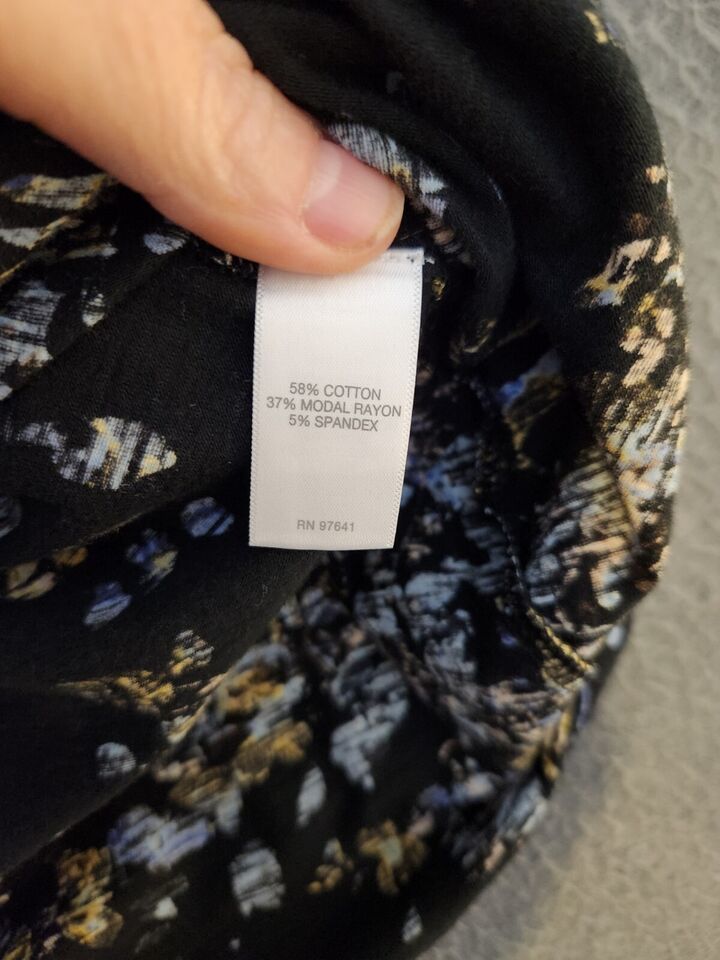 58% COTTON
37% MODAL RAYON
5% SPANDEX
RN 97641